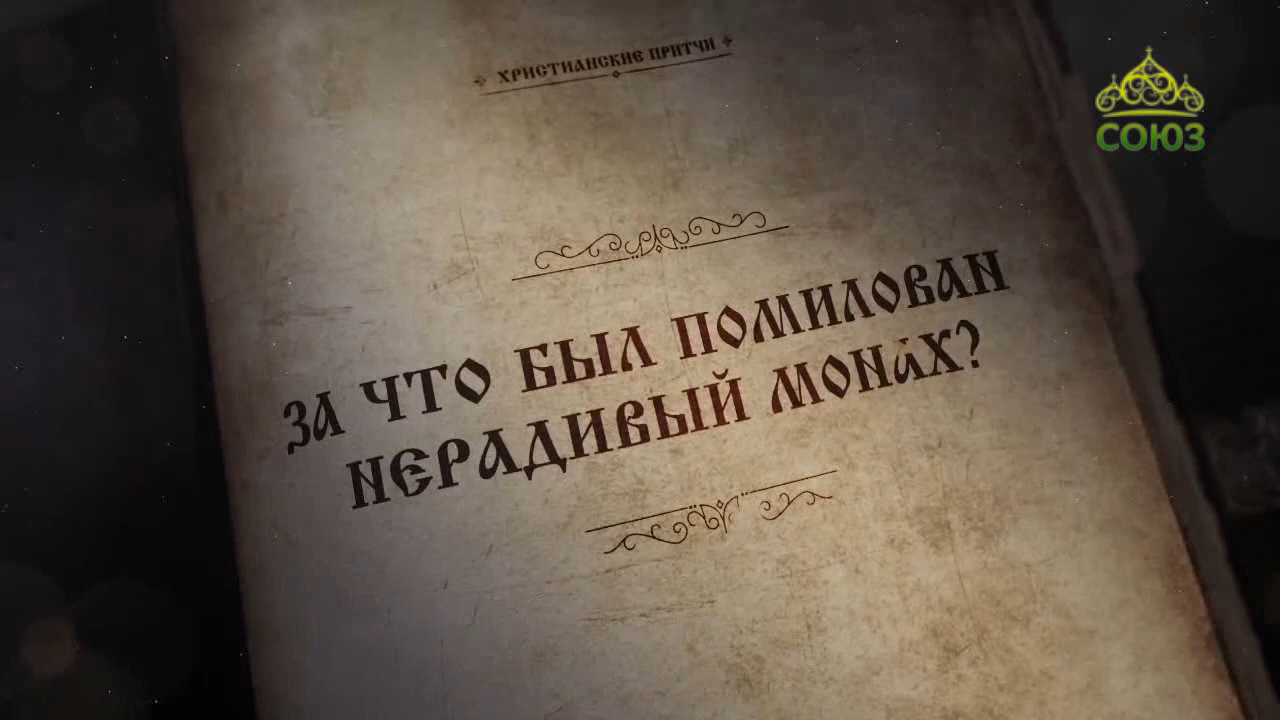 ХРИСТИАНСКИЕ ПРИТЧИ
СОЮЗ
ЗА ЧТО БЫЛ ПОМИЛОВАН
НЕРАДИВЫЙ МОНАХ?